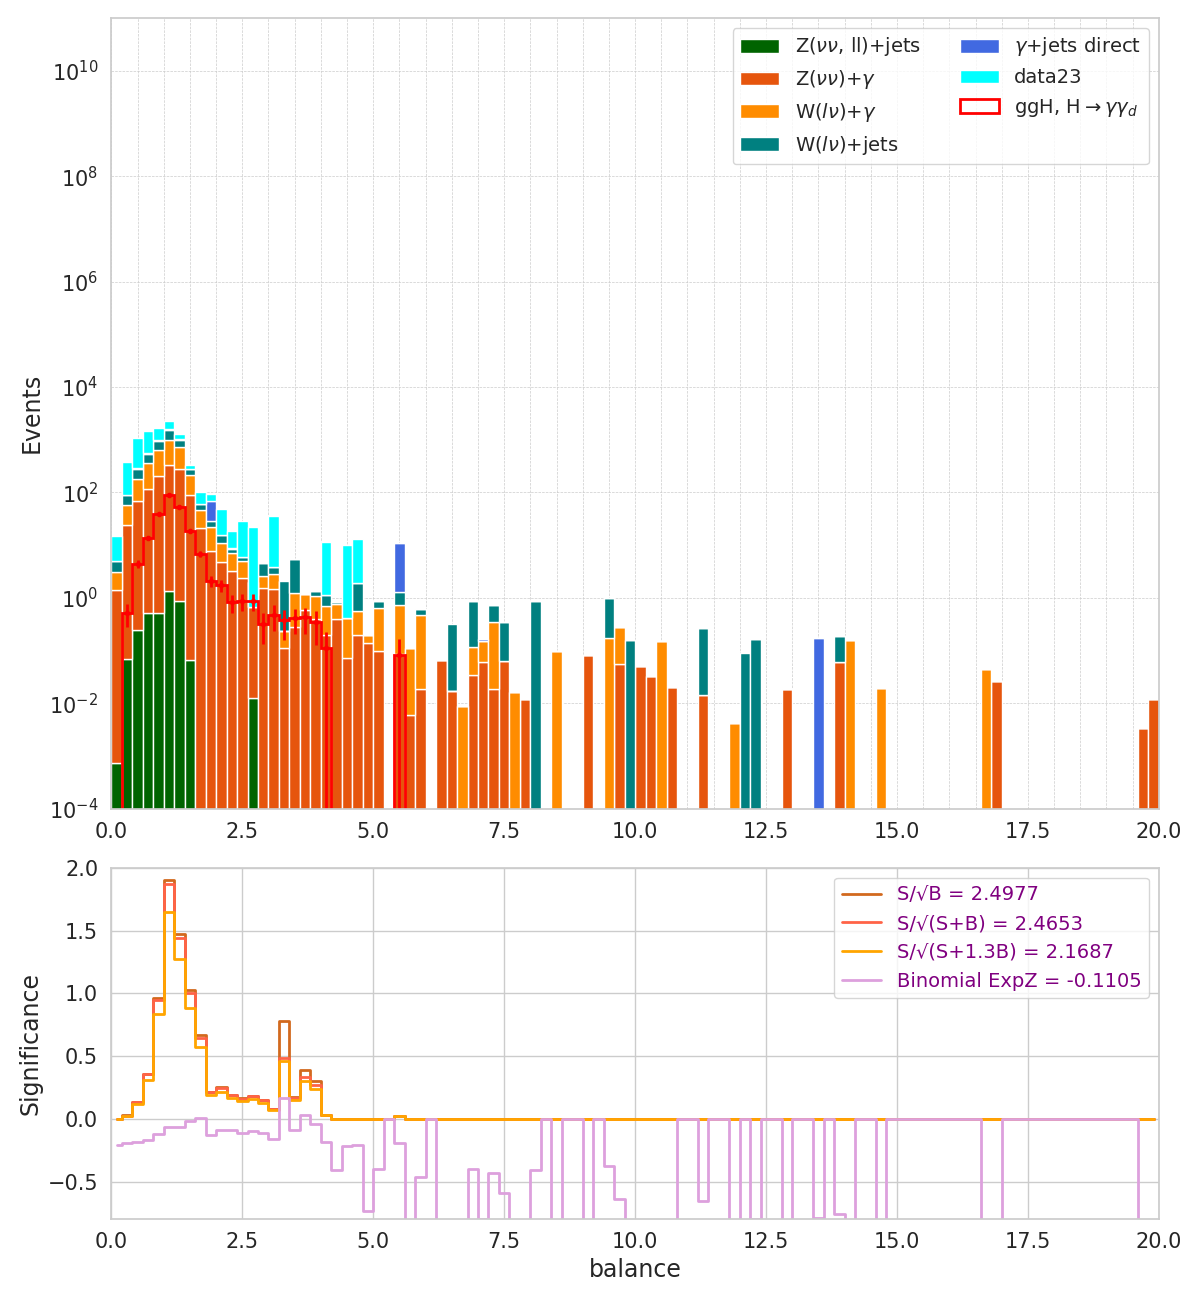 Z(νν, ll)+jets
Z(νν)+γ
W(lν)+γ
W(lν)+jets
γ+jets direct
data23
ggH, H→γγ_d
Events
10^10
10^8
10^6
10^4
10^2
10^0
10^−2
10^−4
0.0 2.5 5.0 7.5 10.0 12.5 15.0 17.5 20.0
S/√B = 2.4977
S/√(S+B) = 2.4653
S/√(S+1.3B) = 2.1687
Binomial ExpZ = -0.1105
Significance
2.0
1.5
1.0
0.5
0.0
−0.5
0.0 2.5 5.0 7.5 10.0 12.5 15.0 17.5 20.0
balance